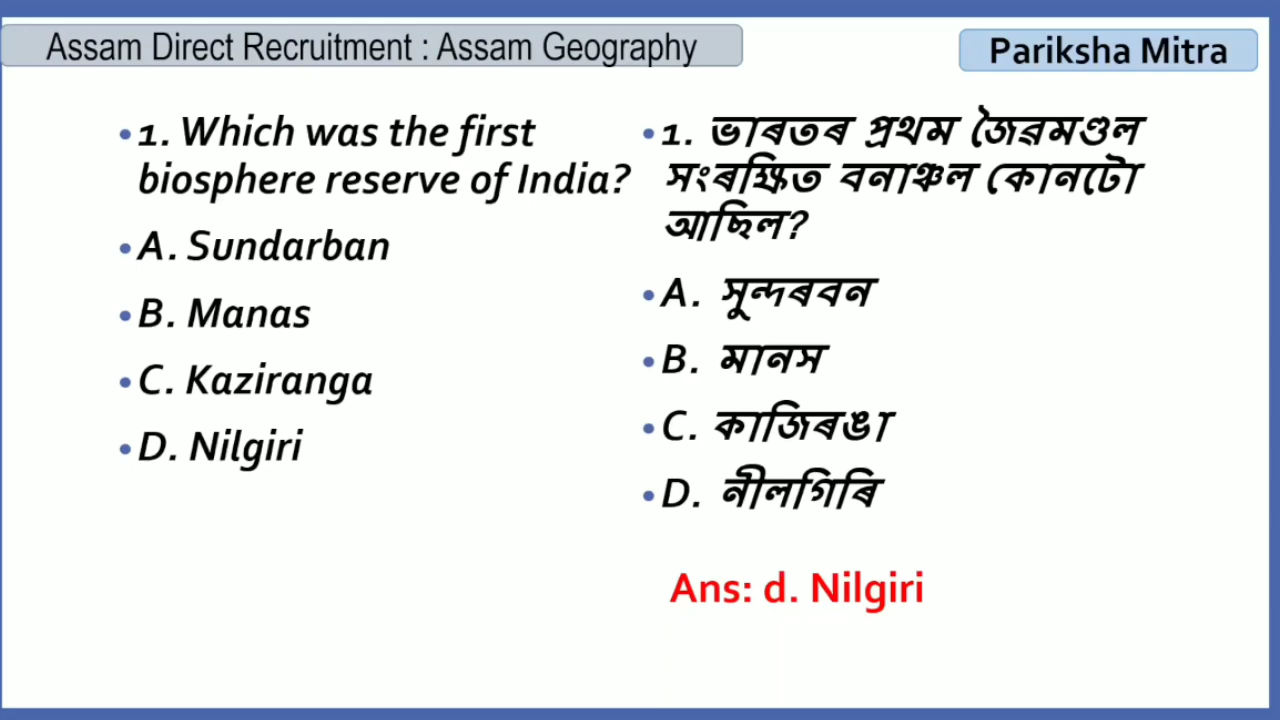 Assam Direct Recruitment : Assam Geography
Pariksha Mitra
•1. Which was the first
biosphere reserve of India?
•A. Sundarban
•B. Manas
•C. Kaziranga
•D. Nilgiri
•1. ভাৰতৰ প্ৰথম জৈৱমণ্ডল
সংৰক্ষিত বনাঞ্চল কোনটো
আছিল?
•A. সুন্দৰবন
•B. মানস
•C. কাজিৰঙা
•D. নীলগিৰি
Ans: d. Nilgiri